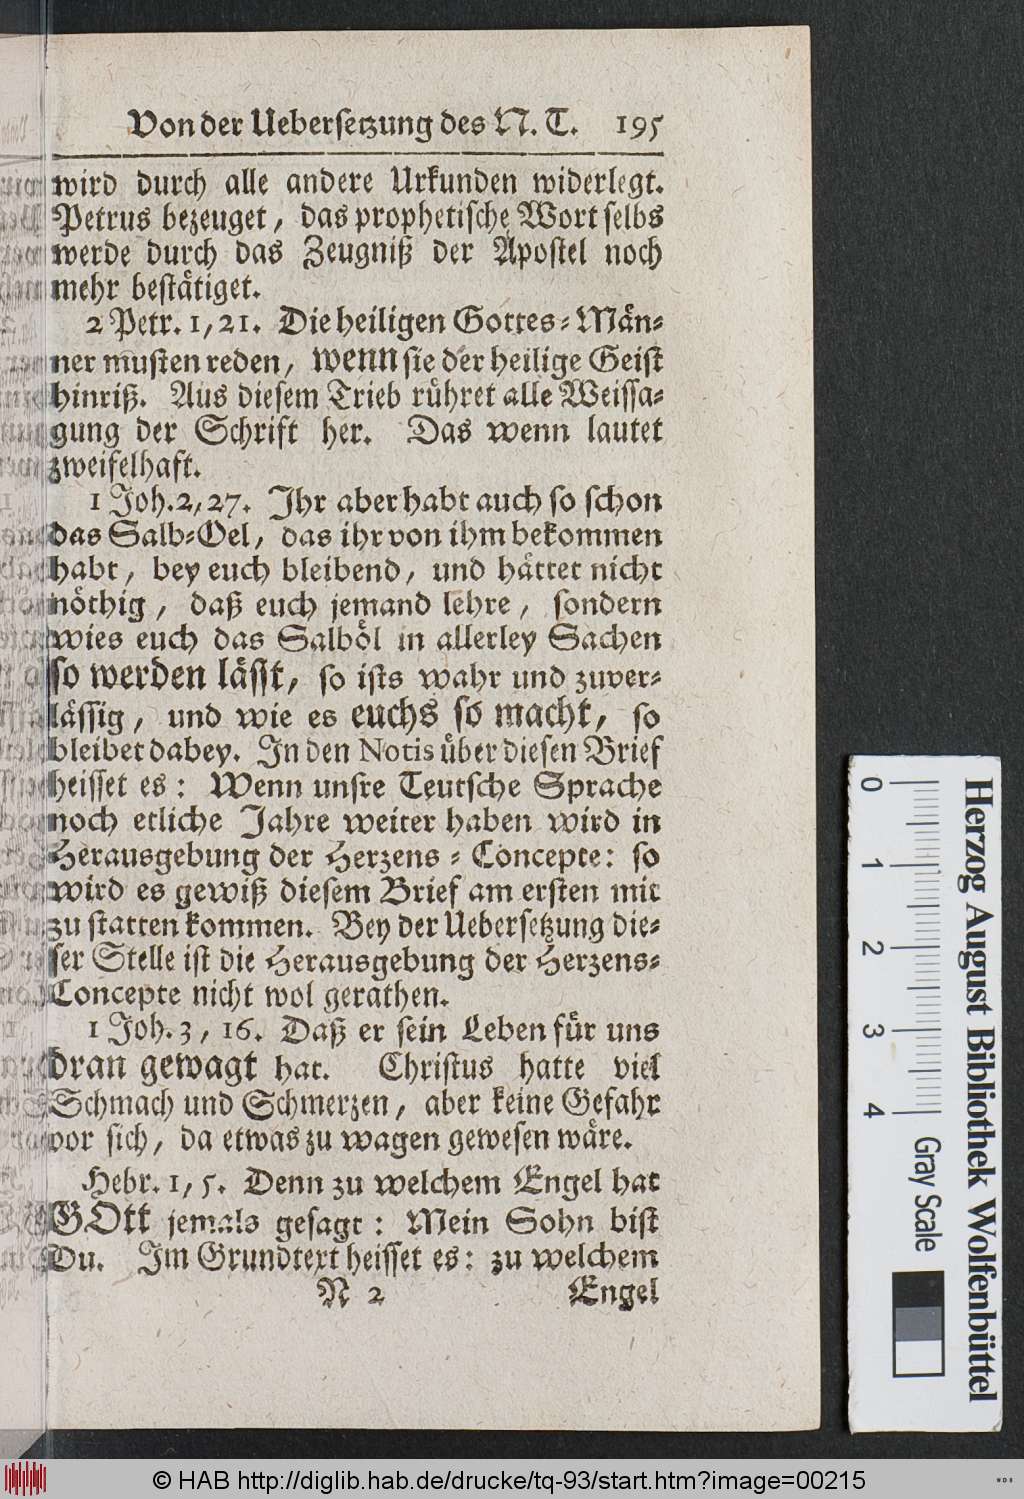 Von der Uebersetzung des N. T. 195
wird durch alle andere Urkunden widerlegt.
Petrus bezeuget, das prophetische Wort selbs
werde durch das Zeugniß der Apostel noch
mehr bestätiget.
2 Petr. 1, 21. Die heiligen Gottes-Män-
ner musten reden, wenn sie der heilige Geist
hinriß. Aus diesem Trieb rühret alle Weissa-
gung der Schrift her. Das wenn lautet
zweifelhaft.
1 Joh. 2, 27. Ihr aber habt auch so schon
das Salb-Oel, das ihr von ihm bekommen
habt, bey euch bleibend, und hättet nicht
nöthig, daß euch jemand lehre, sondern
wies euch das Salböl in allerley Sachen
so werden lässt, so ists wahr und zuver-
lässig, und wie es euchs so macht, so
bleibet dabey. In den Notis über diesen Brief
heisset es: Wenn unsre Teutsche Sprache
noch etliche Jahre weiter haben wird in
Herausgebung der Herzens-Concepte: so
wird es gewiß diesem Brief am ersten mit
zu statten kommen. Bey der Uebersetzung die-
ser Stelle ist die Herausgebung der Herzens-
Concepte nicht wol gerathen.
1 Joh. 3, 16. Daß er sein Leben für uns
dran gewagt hat. Christus hatte viel
Schmach und Schmerzen, aber keine Gefahr
vor sich, da etwas zu wagen gewesen wäre.
Hebr. 1, 5. Denn zu welchem Engel hat
GOtt jemals gesagt: Mein Sohn bist
Du. Im Grundtext heisset es: zu welchem
N 2 Engel
0 1 2 3 4
Gray Scale
Herzog August Bibliothek Wolfenbüttel
© HAB http://diglib.hab.de/drucke/tq-93/start.htm?image=00215